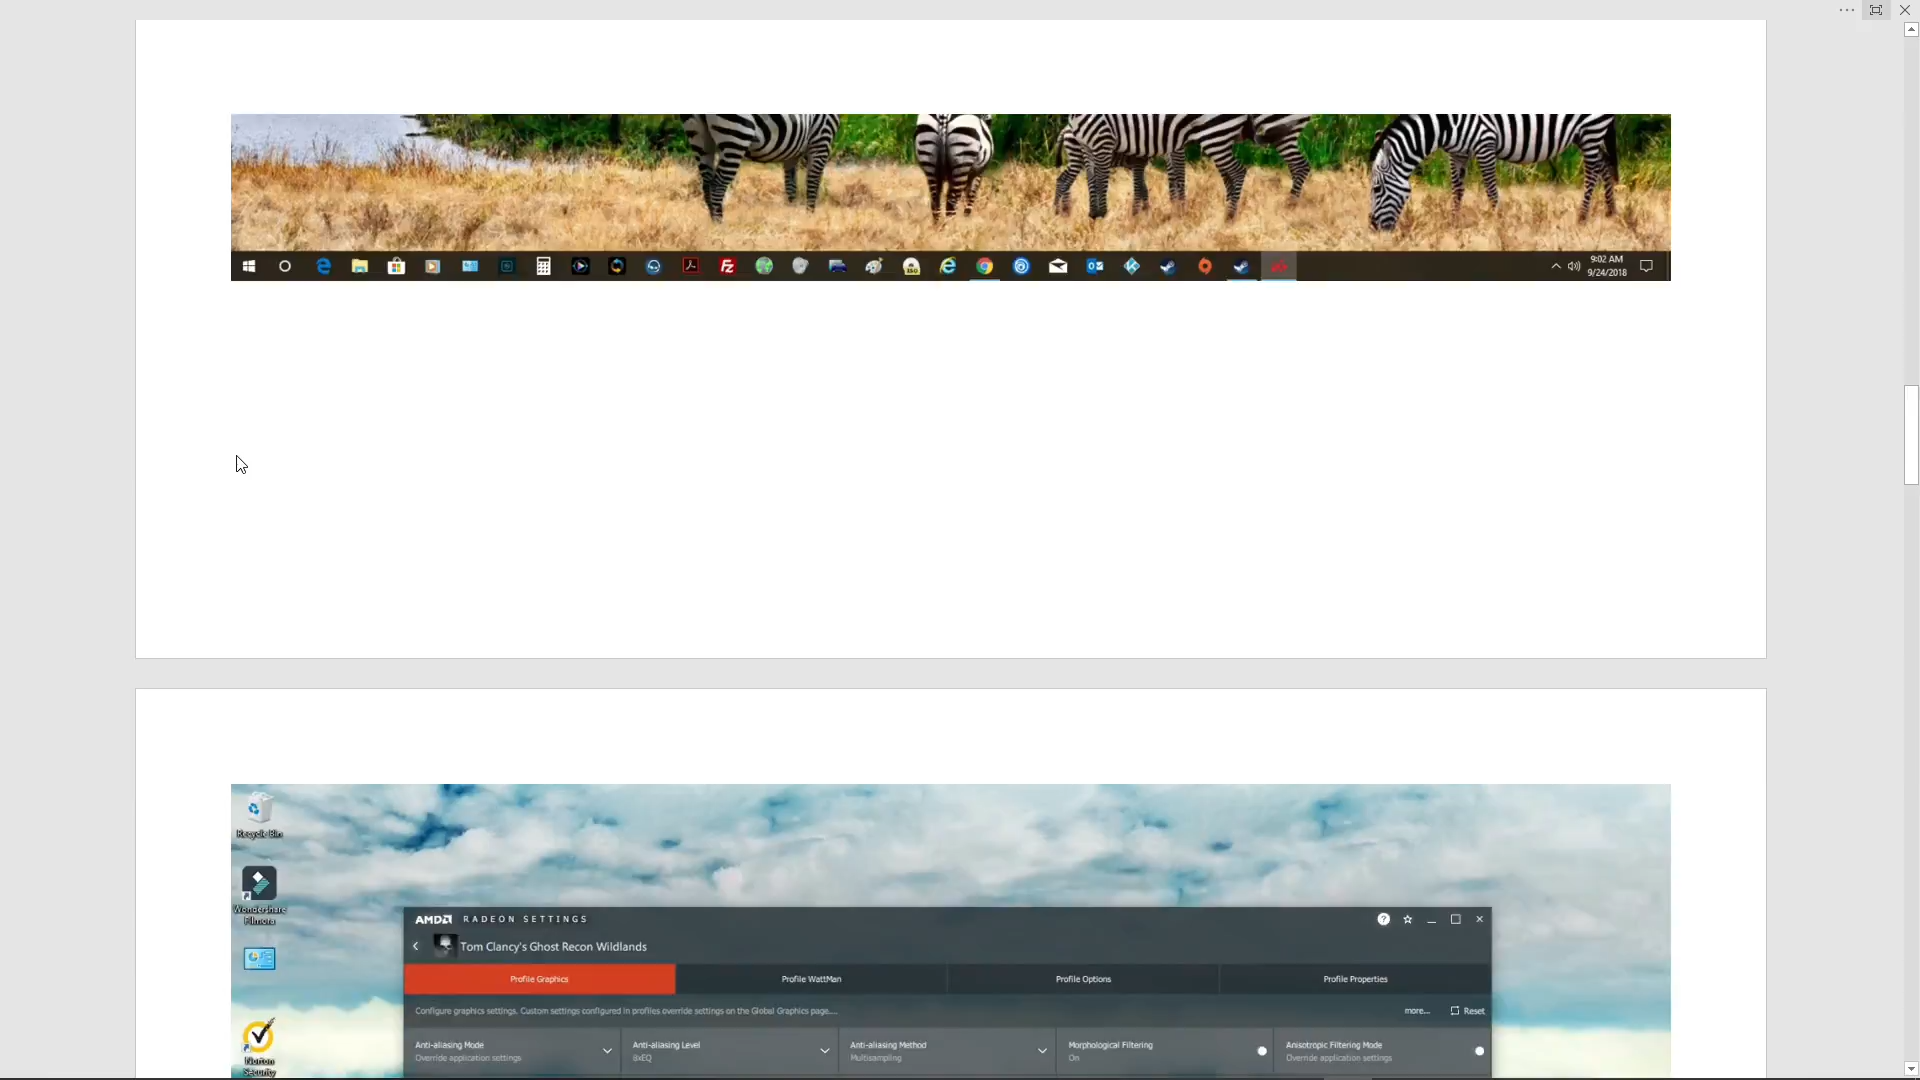 9:02 AM
9/24/2018
Recycle Bin
Wondershare
Filmora
Norton
Security
AMD RADEON SETTINGS
Tom Clancy's Ghost Recon Wildlands
Profile Graphics Profile WattMan Profile Options Profile Properties
Configure graphics settings. Custom settings configured in profiles override settings on the Global Graphics page.... more... Reset
Anti-aliasing Mode Anti-aliasing Level Anti-aliasing Method Morphological Filtering Anisotropic Filtering Mode
Override application settings 8xEQ Multisampling On Override application settings